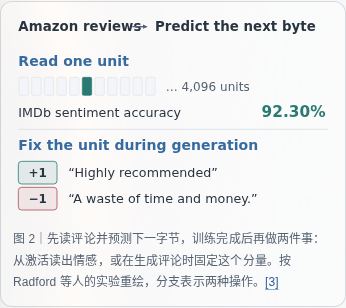 Amazon reviews → Predict the next byte
Read one unit
... 4,096 units
IMDb sentiment accuracy 92.30%
Fix the unit during generation
+1 “Highly recommended”
−1 “A waste of time and money.”
图 2｜先读评论并预测下一字节，训练完成后再做两件事：
从激活读出情感，或在生成评论时固定这个分量。按
Radford 等人的实验重绘，分支表示两种操作。[3]